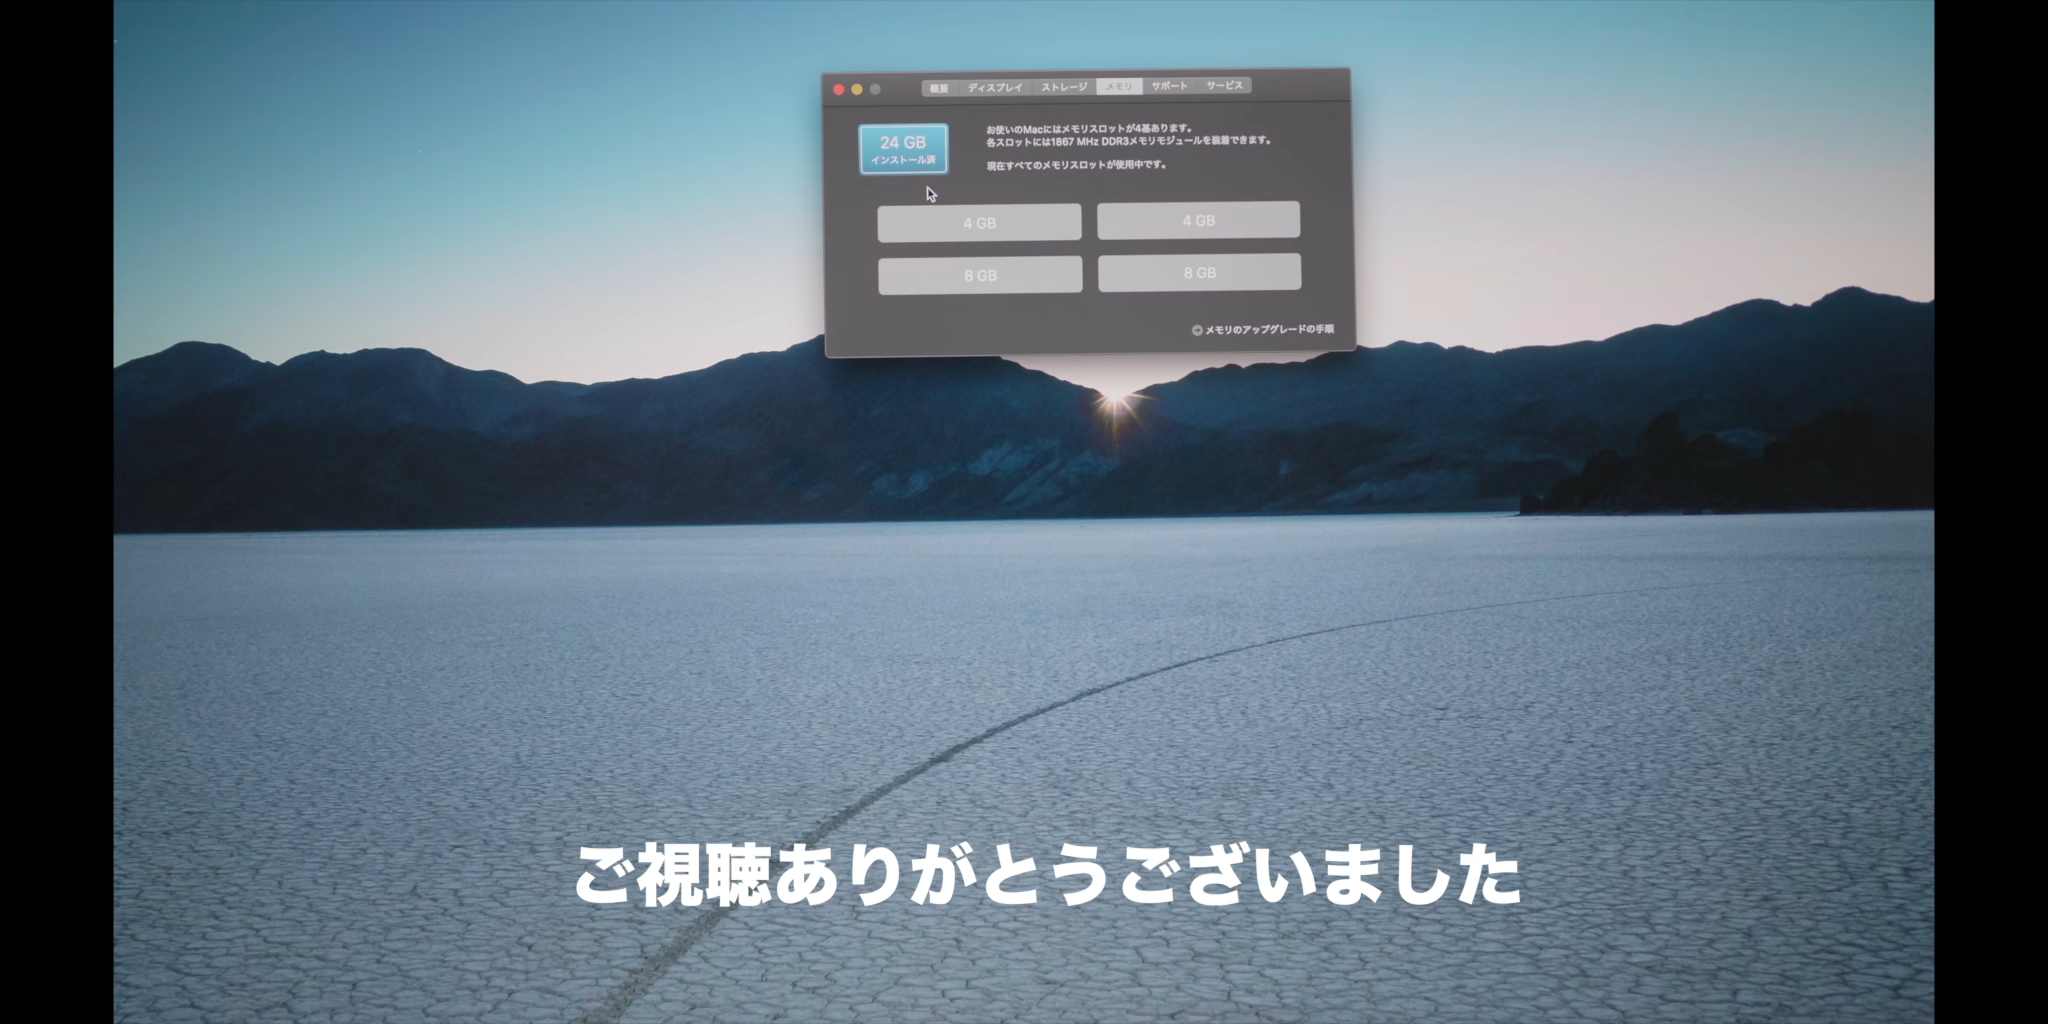 概要 ディスプレイ ストレージ メモリ サポート サービス
24 GB
インストール済
お使いのMacにはメモリスロットが4基あります。
各スロットには1867 MHz DDR3メモリモジュールを装着できます。
現在すべてのメモリスロットが使用中です。
4 GB 4 GB
8 GB 8 GB
メモリのアップグレードの手順
ご視聴ありがとうございました